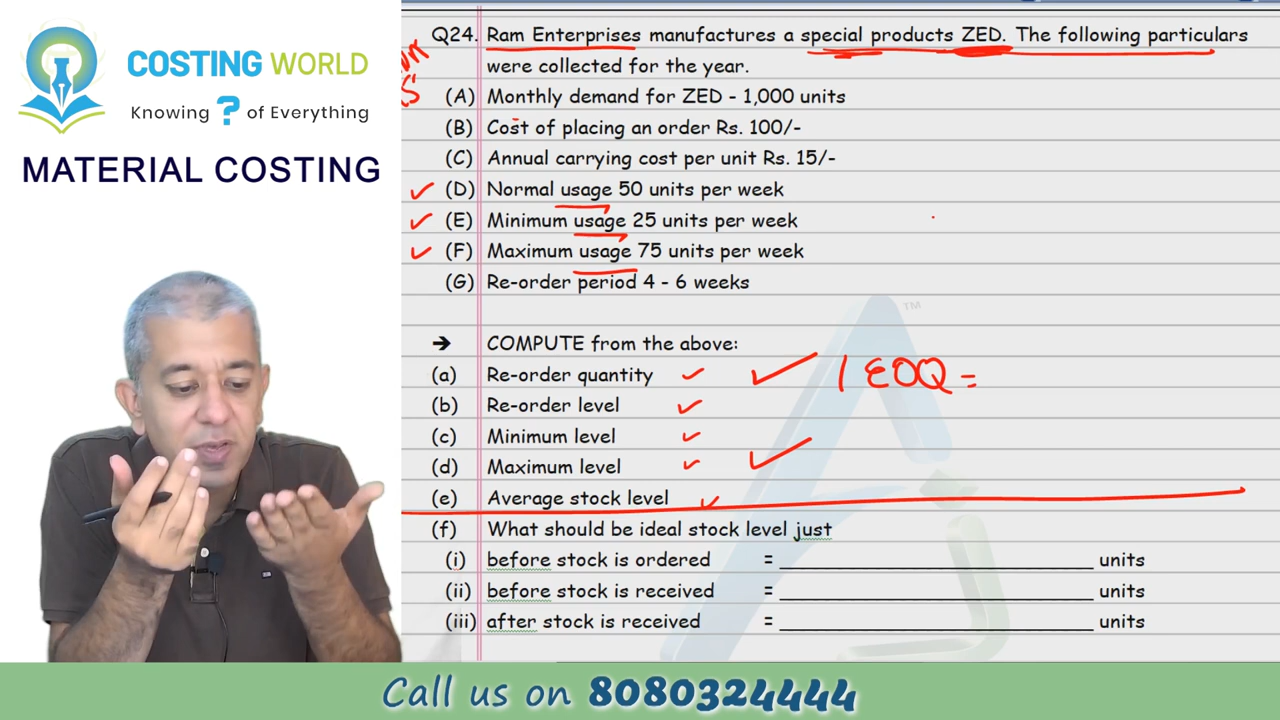 COSTING WORLD
Knowing ? of Everything
MATERIAL COSTING
Q24. Ram Enterprises manufactures a special products ZED. The following particulars
were collected for the year.
(A) Monthly demand for ZED - 1,000 units
(B) Cost of placing an order Rs. 100/-
(C) Annual carrying cost per unit Rs. 15/-
(D) Normal usage 50 units per week
(E) Minimum usage 25 units per week
(F) Maximum usage 75 units per week
(G) Re-order period 4 - 6 weeks
➔ COMPUTE from the above:
(a) Re-order quantity / EOQ =
(b) Re-order level
(c) Minimum level
(d) Maximum level
(e) Average stock level
(f) What should be ideal stock level just
(i) before stock is ordered = ______________________________ units
(ii) before stock is received = ______________________________ units
(iii) after stock is received = ______________________________ units
TM
Call us on 8080324444